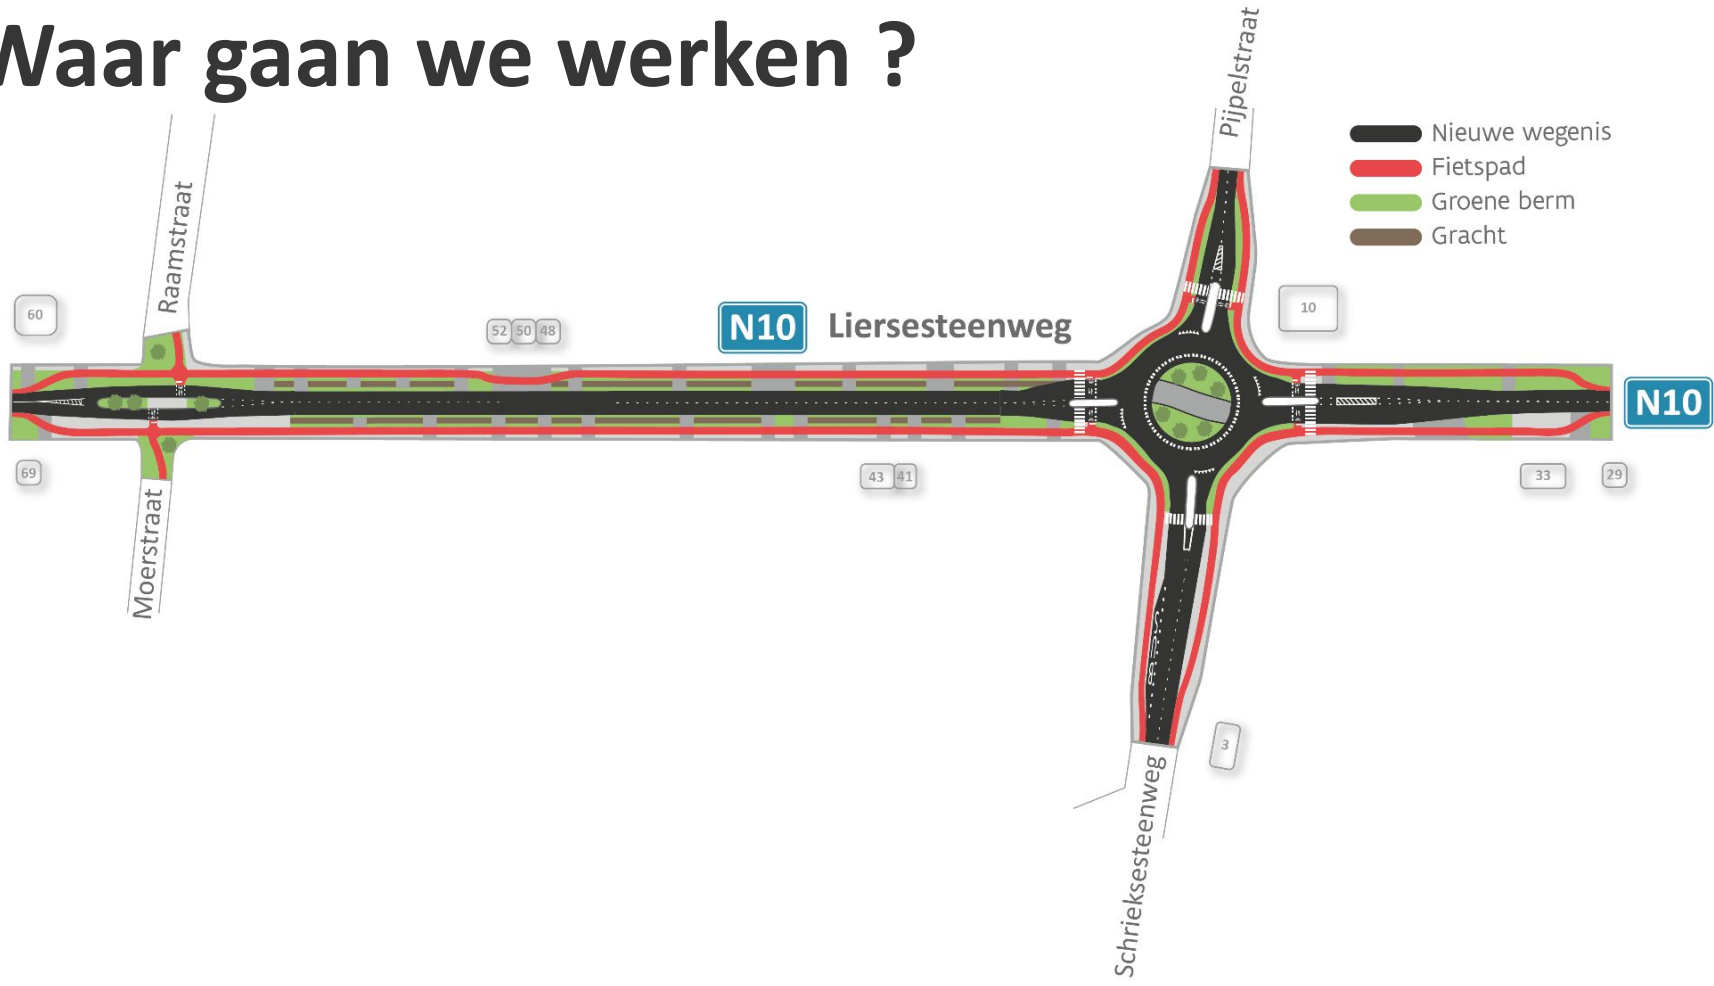 Waar gaan we werken ?
Pijpelstraat
Nieuwe wegenis
Fietspad
Groene berm
Gracht
Raamstraat
60
52 50 48
N10 Liersesteenweg
10
N10
69
43 41
33
29
Moerstraat
3
Schrieksesteenweg